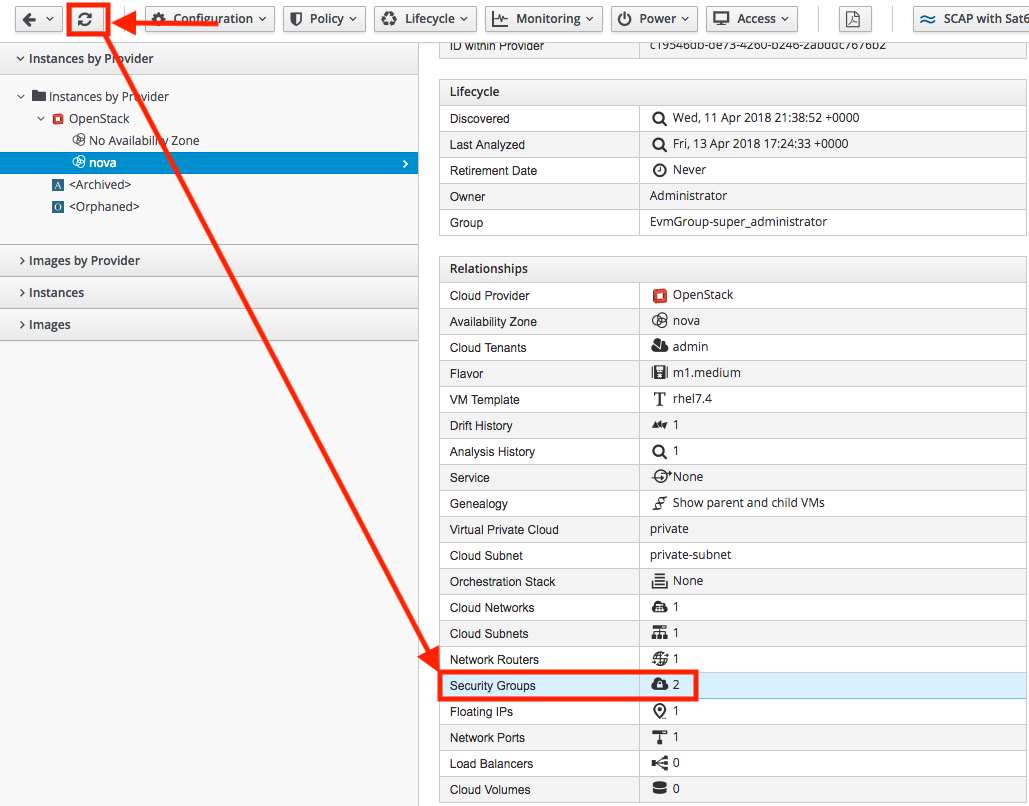 Configuration Policy Lifecycle Monitoring Power Access SCAP with Sat6
Instances by Provider
Instances by Provider
OpenStack
No Availability Zone
nova
A <Archived>
O <Orphaned>
Images by Provider
Instances
Images
ID within Provider c19546db-de73-4260-b246-2abddc7676b2
Lifecycle
Discovered Wed, 11 Apr 2018 21:38:52 +0000
Last Analyzed Fri, 13 Apr 2018 17:24:33 +0000
Retirement Date Never
Owner Administrator
Group EvmGroup-super_administrator
Relationships
Cloud Provider OpenStack
Availability Zone nova
Cloud Tenants admin
Flavor m1.medium
VM Template T rhel7.4
Drift History 1
Analysis History 1
Service None
Genealogy Show parent and child VMs
Virtual Private Cloud private
Cloud Subnet private-subnet
Orchestration Stack None
Cloud Networks 1
Cloud Subnets 1
Network Routers 1
Security Groups 2
Floating IPs 1
Network Ports 1
Load Balancers 0
Cloud Volumes 0